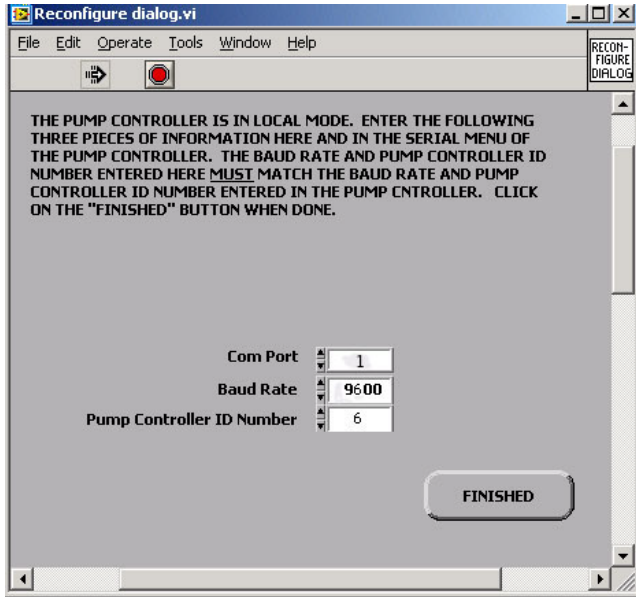 Reconfigure dialog.vi
File Edit Operate Tools Window Help
RECON-
FIGURE
DIALOG
THE PUMP CONTROLLER IS IN LOCAL MODE. ENTER THE FOLLOWING
THREE PIECES OF INFORMATION HERE AND IN THE SERIAL MENU OF
THE PUMP CONTROLLER. THE BAUD RATE AND PUMP CONTROLLER ID
NUMBER ENTERED HERE MUST MATCH THE BAUD RATE AND PUMP
CONTROLLER ID NUMBER ENTERED IN THE PUMP CNTROLLER. CLICK
ON THE "FINISHED" BUTTON WHEN DONE.
Com Port 1
Baud Rate 9600
Pump Controller ID Number 6
FINISHED